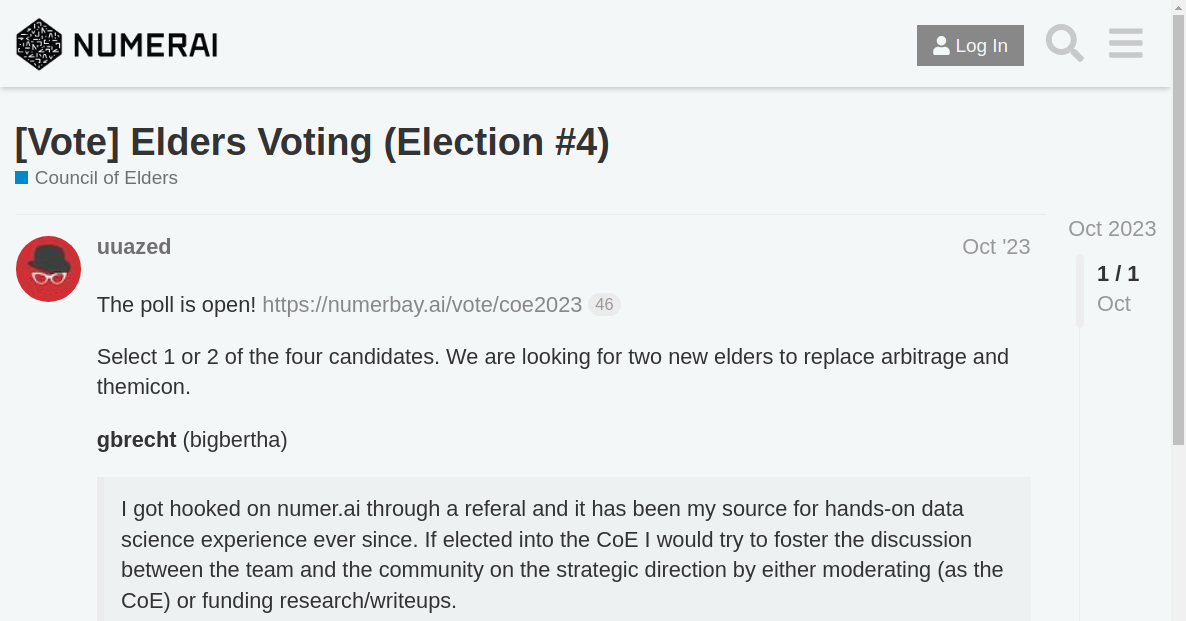 NUMERAI
Log In
[Vote] Elders Voting (Election #4)
Council of Elders
Oct 2023
1 / 1
Oct
uuazed
Oct '23
The poll is open! https://numerbay.ai/vote/coe2023 46
Select 1 or 2 of the four candidates. We are looking for two new elders to replace arbitrage and
themicon.
gbrecht (bigbertha)
I got hooked on numer.ai through a referal and it has been my source for hands-on data
science experience ever since. If elected into the CoE I would try to foster the discussion
between the team and the community on the strategic direction by either moderating (as the
CoE) or funding research/writeups.